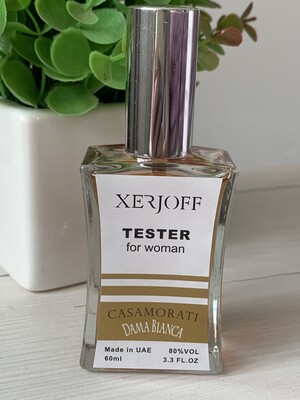 XERJOFF
TESTER
for woman
CASAMORATI
DAMA BIANCA
Made in UAE 80%VOL
60ml 3.3 FL.OZ